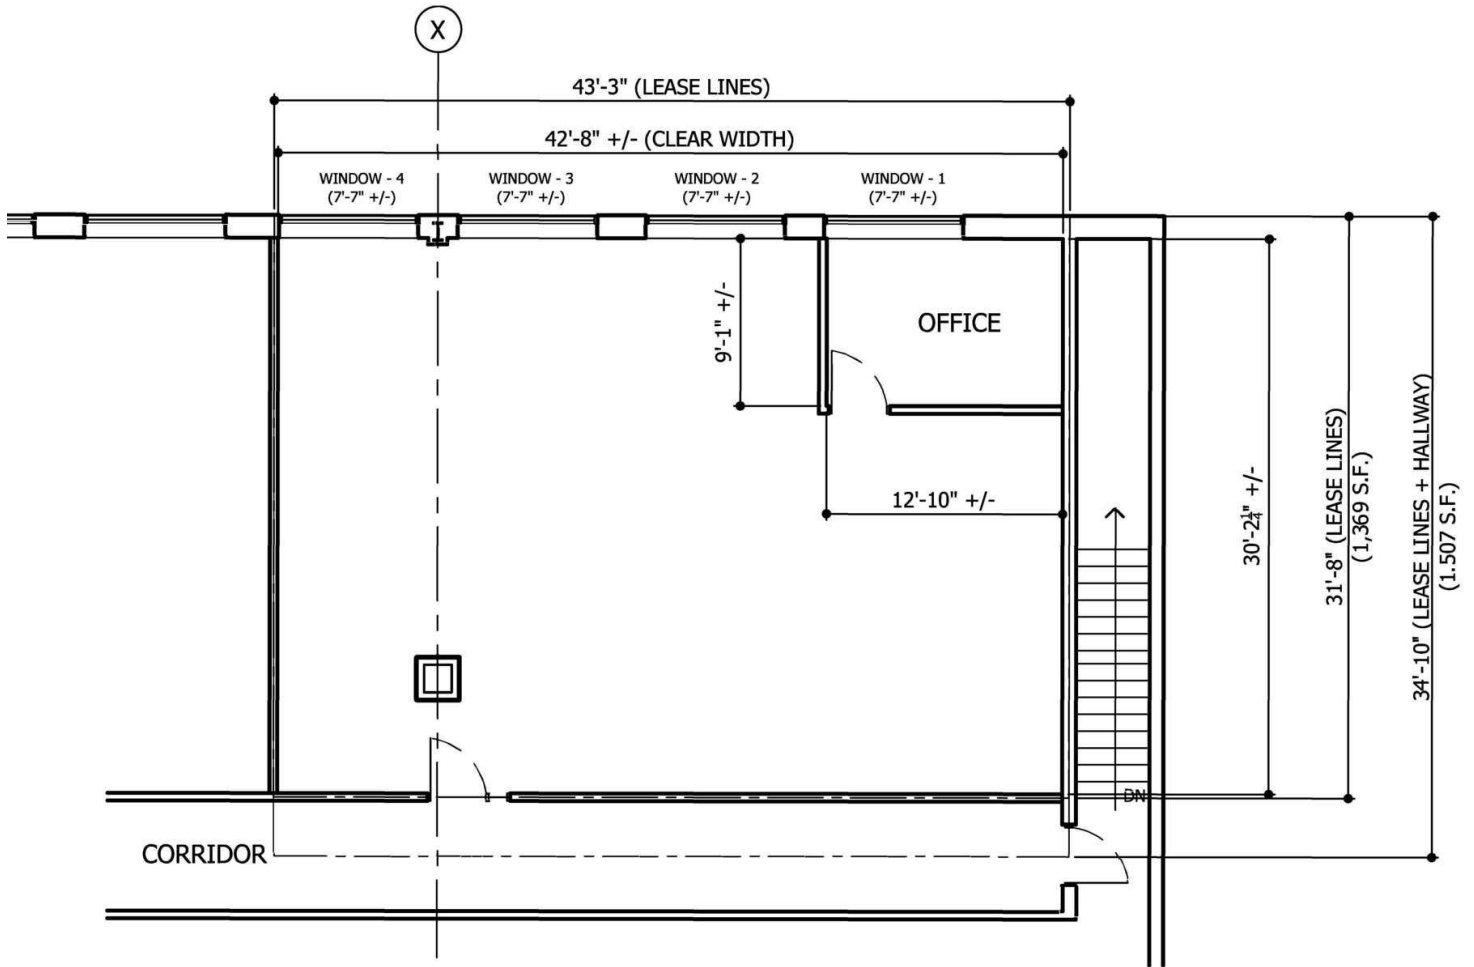 X
43'-3" (LEASE LINES)
42'-8" +/- (CLEAR WIDTH)
WINDOW - 4
(7'-7" +/-)
WINDOW - 3
(7'-7" +/-)
WINDOW - 2
(7'-7" +/-)
WINDOW - 1
(7'-7" +/-)
9'-1" +/-
OFFICE
12'-10" +/-
30'-2¼" +/-
31'-8" (LEASE LINES)
(1,369 S.F.)
34'-10" (LEASE LINES + HALLWAY)
(1.507 S.F.)
DN
CORRIDOR